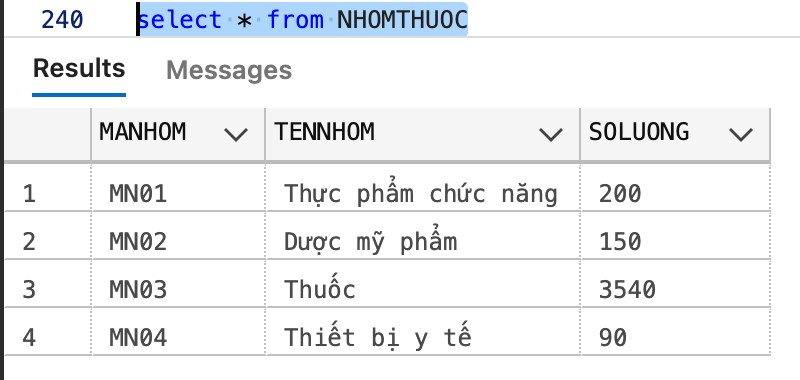 240 select * from NHOMTHUOC
Results Messages
MANHOM TENNHOM SOLUONG
1 MN01 Thực phẩm chức năng 200
2 MN02 Dược mỹ phẩm 150
3 MN03 Thuốc 3540
4 MN04 Thiết bị y tế 90